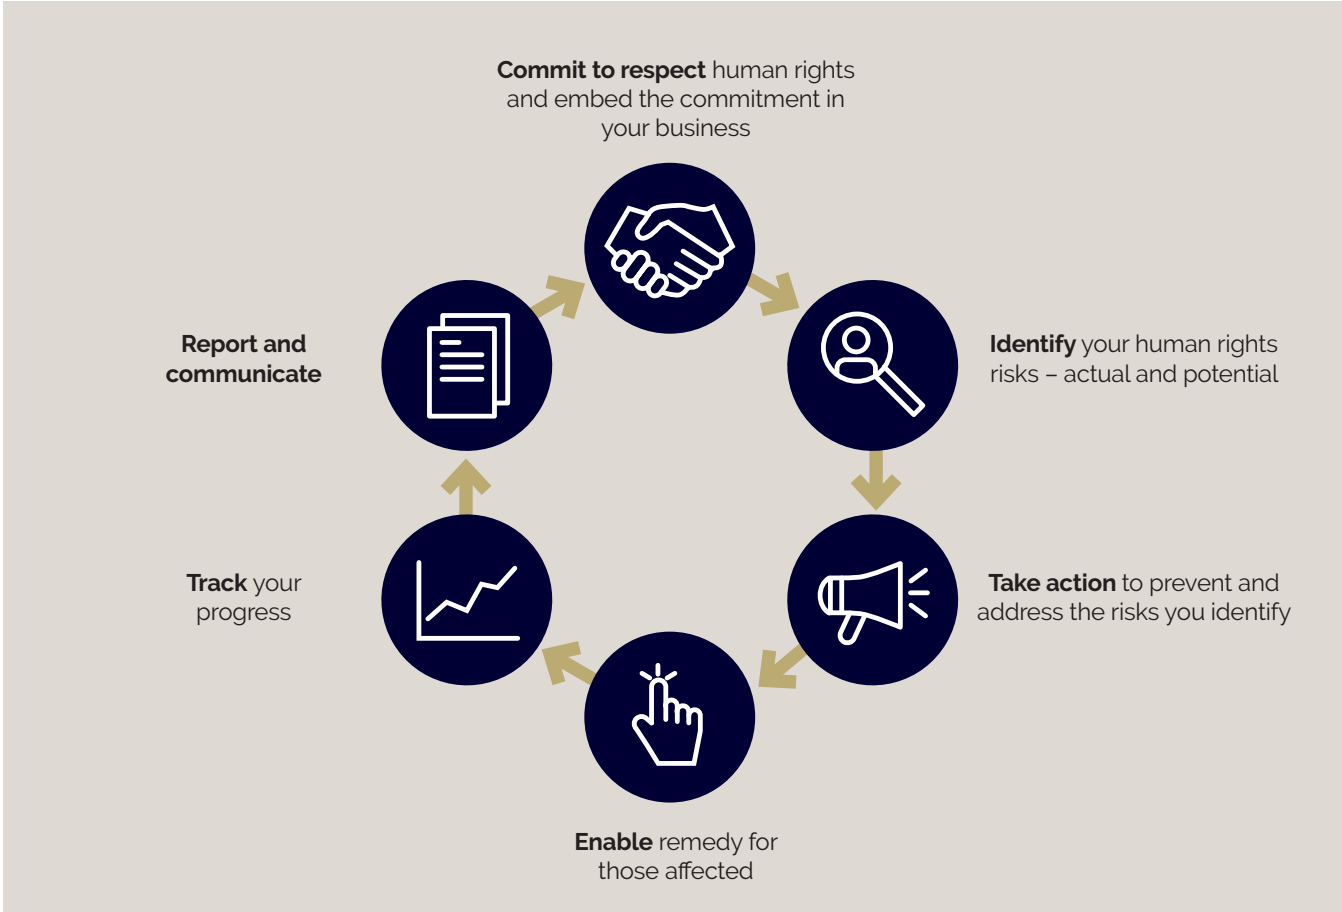 Commit to respect human rights
and embed the commitment in
your business
Identify your human rights
risks – actual and potential
Take action to prevent and
address the risks you identify
Enable remedy for
those affected
Track your
progress
Report and
communicate